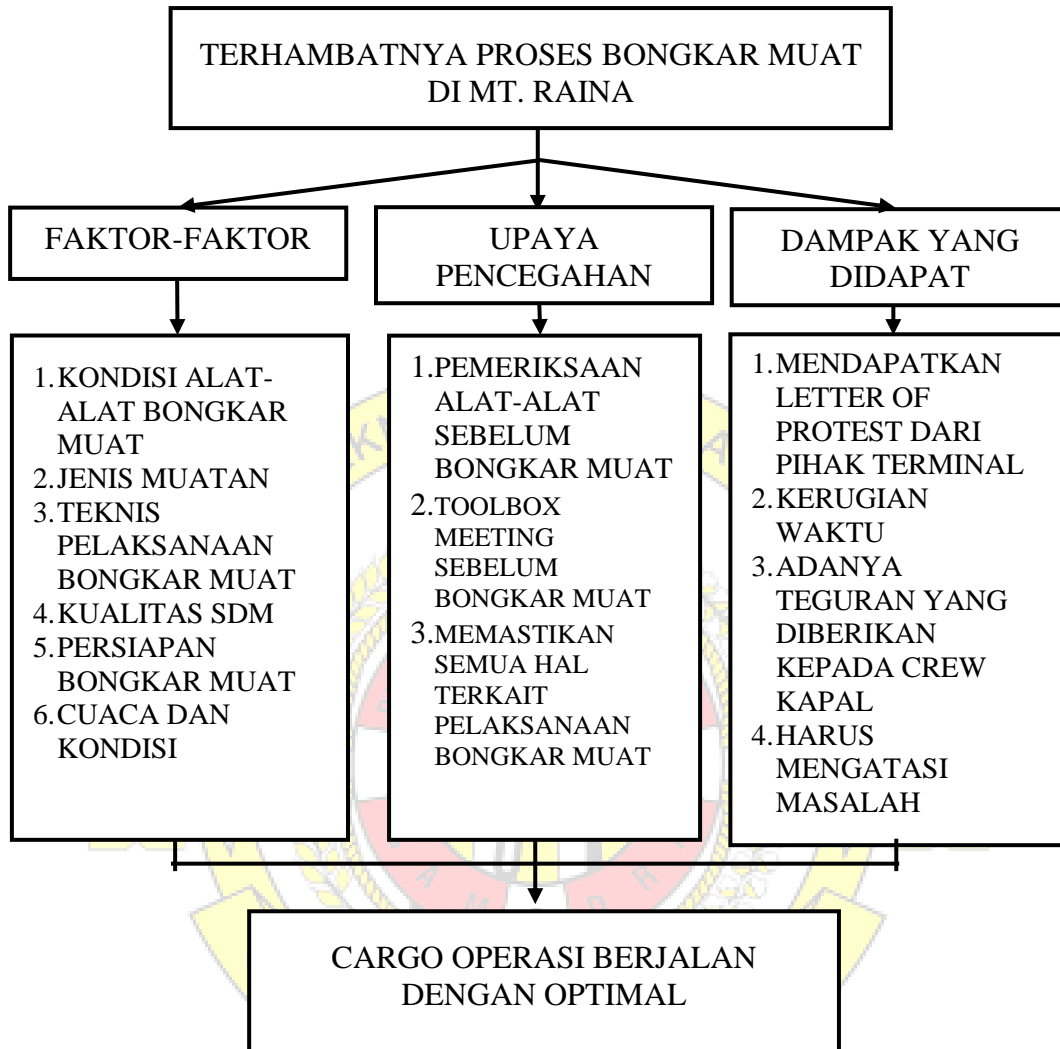 TERHAMBATNYA PROSES BONGKAR MUAT
DI MT. RAINA
FAKTOR-FAKTOR
UPAYA
PENCEGAHAN
DAMPAK YANG
DIDAPAT
1.KONDISI ALAT-
ALAT BONGKAR
MUAT
2.JENIS MUATAN
3.TEKNIS
PELAKSANAAN
BONGKAR MUAT
4.KUALITAS SDM
5.PERSIAPAN
BONGKAR MUAT
6.CUACA DAN
KONDISI
1.PEMERIKSAAN
ALAT-ALAT
SEBELUM
BONGKAR MUAT
2.TOOLBOX
MEETING
SEBELUM
BONGKAR MUAT
3.MEMASTIKAN
SEMUA HAL
TERKAIT
PELAKSANAAN
BONGKAR MUAT
1.MENDAPATKAN
LETTER OF
PROTEST DARI
PIHAK TERMINAL
2.KERUGIAN
WAKTU
3.ADANYA
TEGURAN YANG
DIBERIKAN
KEPADA CREW
KAPAL
4.HARUS
MENGATASI
MASALAH
CARGO OPERASI BERJALAN
DENGAN OPTIMAL